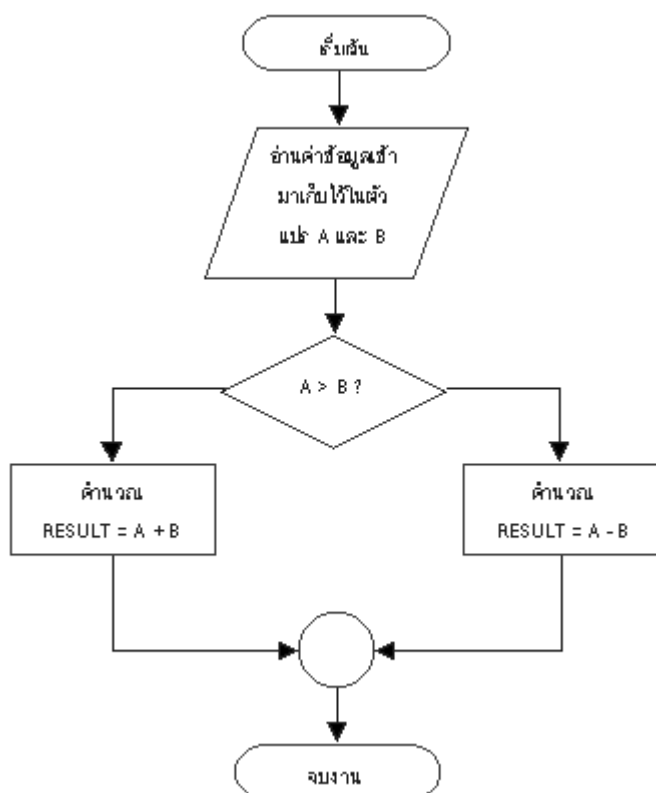 เริ่มต้น
อ่านค่าข้อมูลเข้า
มาเก็บไว้ในตัว
แปร A และ B
A > B ?
คำนวณ
RESULT = A + B
คำนวณ
RESULT = A - B
จบงาน